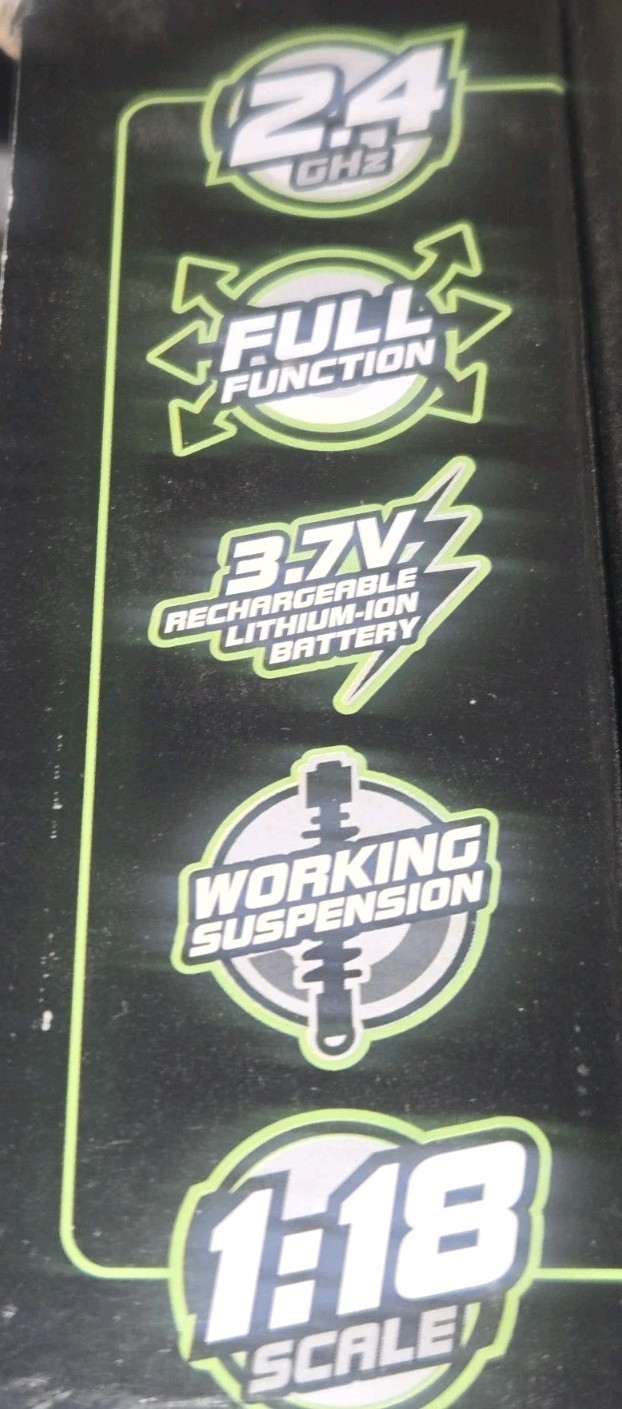 2.4
GHz
FULL
FUNCTION
3.7V
RECHARGEABLE
LITHIUM-ION
BATTERY
WORKING
SUSPENSION
1:18
SCALE